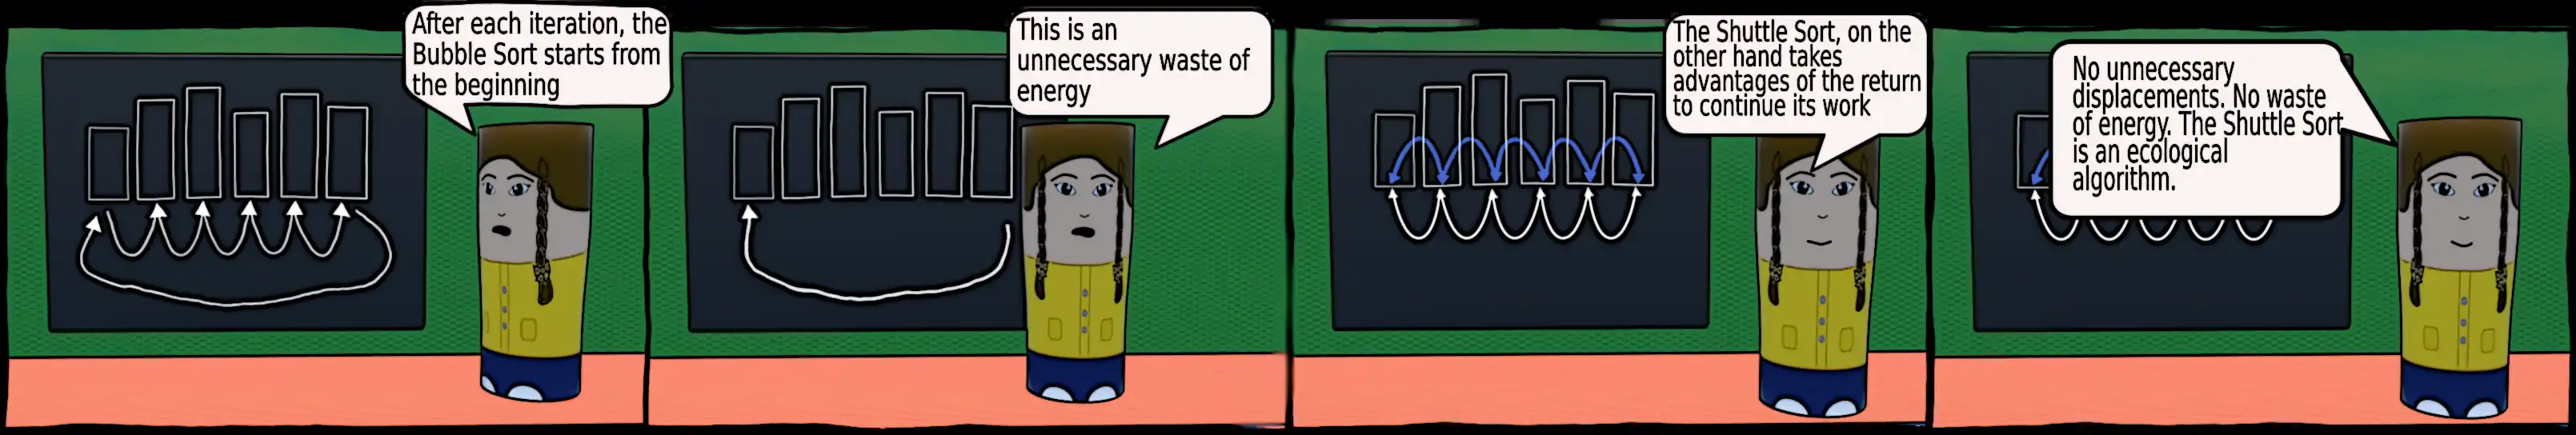 After each iteration, the
Bubble Sort starts from
the beginning
This is an
unnecessary waste of
energy
The Shuttle Sort, on the
other hand takes
advantages of the return
to continue its work
No unnecessary
displacements. No waste
of energy. The Shuttle Sort
is an ecological
algorithm.